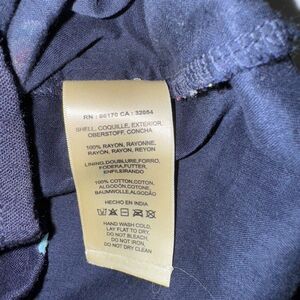 RN : 86170 CA : 32054
SHELL, COQUILLE, EXTERIOR,
OBERSTOFF, CONCHA
100% RAYON, RAYONNE,
RAYON, RAYON, REYON
LINING, DOUBLURE, FORRO,
FODERA, FUTTER,
ENFILEIRANDO
100% COTTON, COTON,
ALGODÓN, COTONE,
BAUMWOLLE, ALGODÃO
HECHO EN INDIA
HAND WASH COLD,
LAY FLAT TO DRY,
DO NOT BLEACH,
DO NOT IRON,
DO NOT DRY CLEAN